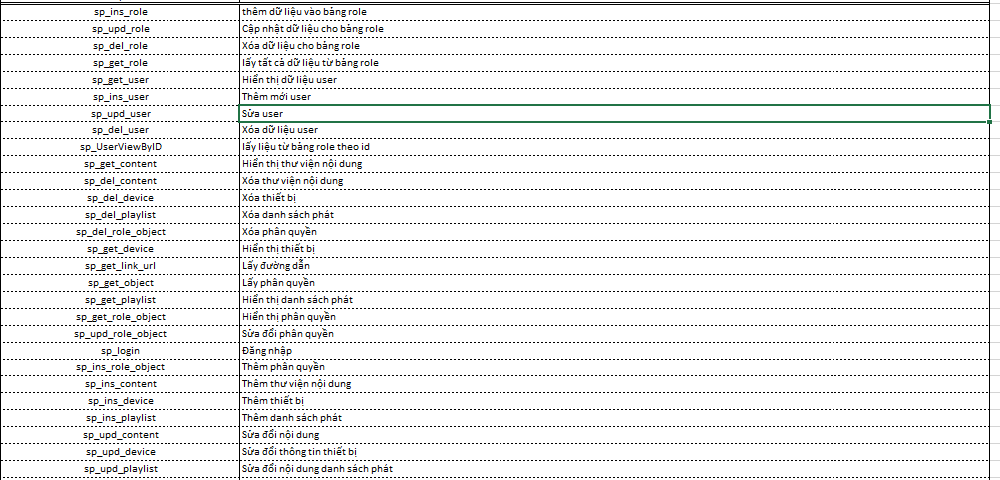 sp_ins_role thêm dữ liệu vào bảng role
sp_upd_role Cập nhật dữ liệu cho bảng role
sp_del_role Xóa dữ liệu cho bảng role
sp_get_role lấy tất cả dữ liệu từ bảng role
sp_get_user Hiển thị dữ liệu user
sp_ins_user Thêm mới user
sp_upd_user Sửa user
sp_del_user Xóa dữ liệu user
sp_UserViewByID lấy liệu từ bảng role theo id
sp_get_content Hiển thị thư viện nội dung
sp_del_content Xóa thư viện nội dung
sp_del_device Xóa thiết bị
sp_del_playlist Xóa danh sách phát
sp_del_role_object Xóa phân quyền
sp_get_device Hiển thị thiết bị
sp_get_link_url Lấy đường dẫn
sp_get_object Lấy phân quyền
sp_get_playlist Hiển thị danh sách phát
sp_get_role_object Hiển thị phân quyền
sp_upd_role_object Sửa đổi phân quyền
sp_login Đăng nhập
sp_ins_role_object Thêm phân quyền
sp_ins_content Thêm thư viện nội dung
sp_ins_device Thêm thiết bị
sp_ins_playlist Thêm danh sách phát
sp_upd_content Sửa đổi nội dung
sp_upd_device Sửa đổi thông tin thiết bị
sp_upd_playlist Sửa đổi nội dung danh sách phát